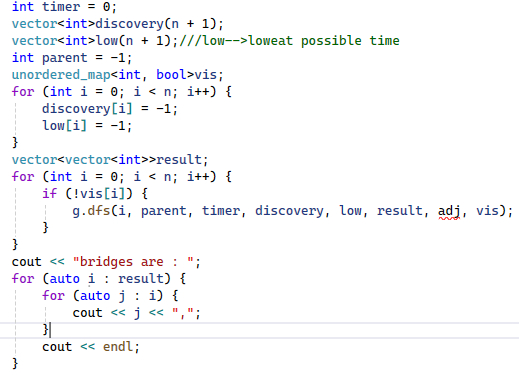 int timer = 0;
vector<int>discovery(n + 1);
vector<int>low(n + 1);///low-->loweat possible time
int parent = -1;
unordered_map<int, bool>vis;
for (int i = 0; i < n; i++) {
    discovery[i] = -1;
    low[i] = -1;
}
vector<vector<int>>result;
for (int i = 0; i < n; i++) {
    if (!vis[i]) {
        g.dfs(i, parent, timer, discovery, low, result, adj, vis);
    }
}
cout << "bridges are : ";
for (auto i : result) {
    for (auto j : i) {
        cout << j << ",";
    }
    cout << endl;
}